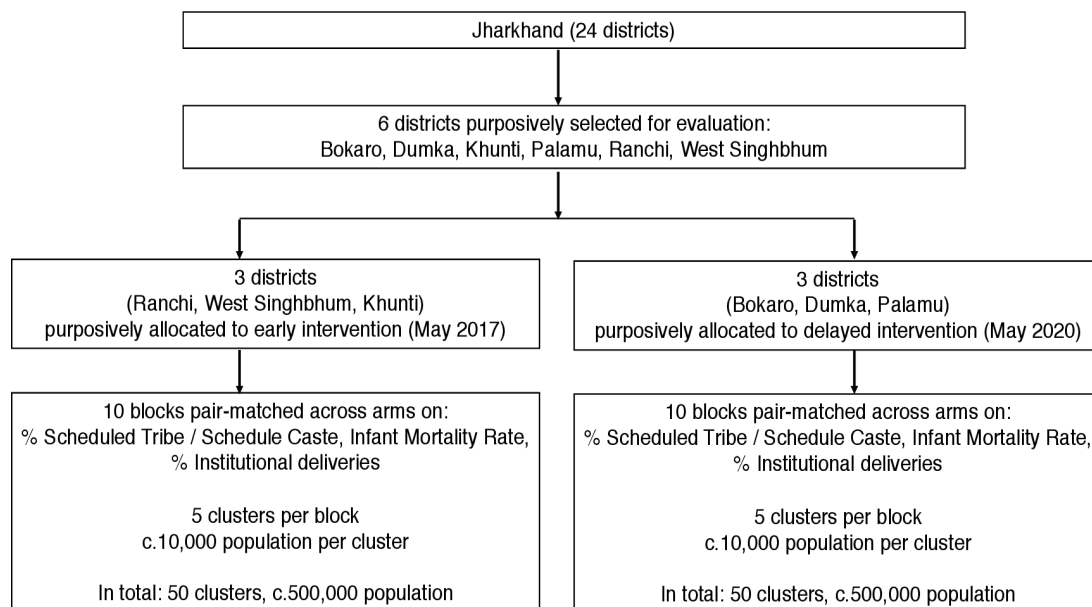 Jharkhand (24 districts)
6 districts purposively selected for evaluation:
Bokaro, Dumka, Khunti, Palamu, Ranchi, West Singhbhum
3 districts
(Ranchi, West Singhbhum, Khunti)
purposively allocated to early intervention (May 2017)
3 districts
(Bokaro, Dumka, Palamu)
purposively allocated to delayed intervention (May 2020)
10 blocks pair-matched across arms on:
% Scheduled Tribe / Schedule Caste, Infant Mortality Rate,
% Institutional deliveries
5 clusters per block
c.10,000 population per cluster
In total: 50 clusters, c.500,000 population
10 blocks pair-matched across arms on:
% Scheduled Tribe / Schedule Caste, Infant Mortality Rate,
% Institutional deliveries
5 clusters per block
c.10,000 population per cluster
In total: 50 clusters, c.500,000 population